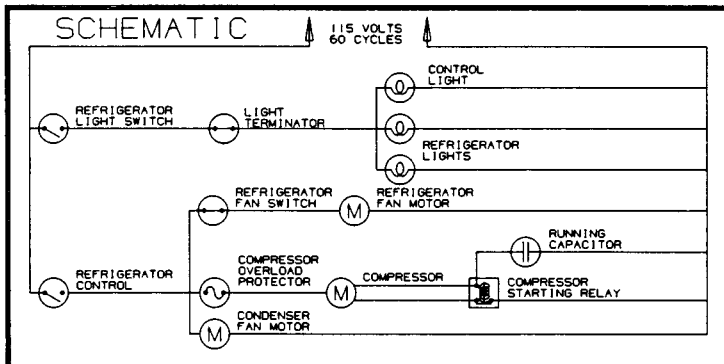 SCHEMATIC
115 VOLTS
60 CYCLES
CONTROL
LIGHT
REFRIGERATOR
LIGHT SWITCH
LIGHT
TERMINATOR
REFRIGERATOR
LIGHTS
REFRIGERATOR
FAN SWITCH
M
REFRIGERATOR
FAN MOTOR
RUNNING
CAPACITOR
REFRIGERATOR
CONTROL
COMPRESSOR
OVERLOAD
PROTECTOR
M
COMPRESSOR
COMPRESSOR
STARTING RELAY
M
CONDENSER
FAN MOTOR